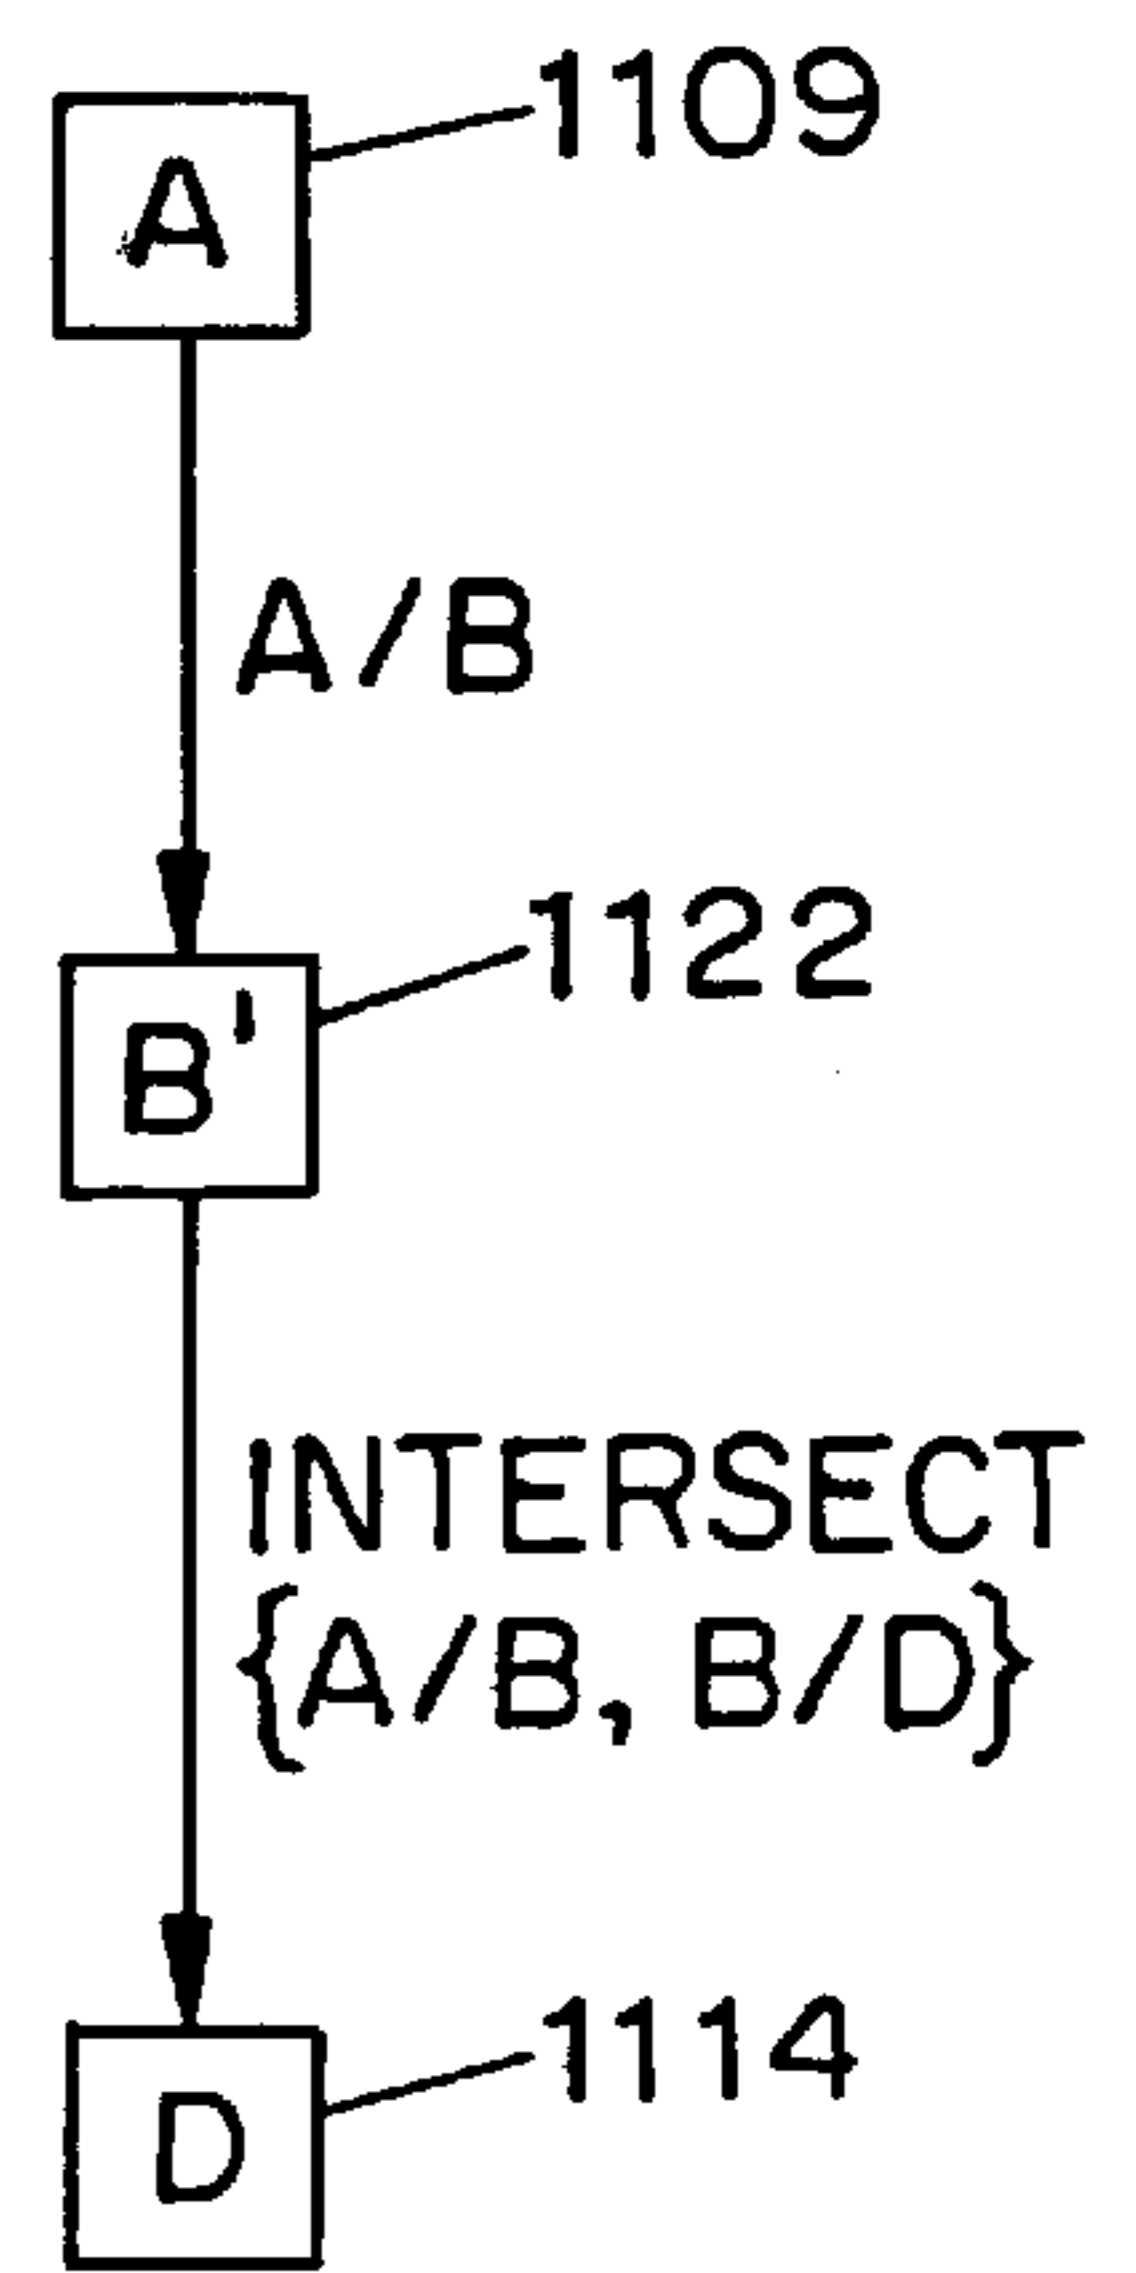 1109
A
A/B
1122
B'
INTERSECT
{A/B, B/D}
1114
D